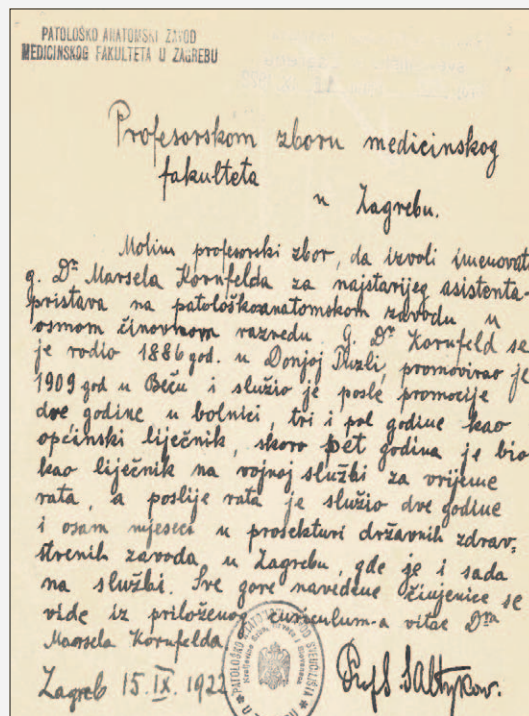 PATOLOŠKO ANATOMSKI ZAVOD
MEDICINSKOG FAKULTETA U ZAGREBU
Profesorskom zboru medicinskog
fakulteta
u Zagrebu.
Molim profesorski zbor, da izvoli imenovati
g. Dr Marsela Kornfelda za najstarijeg asistenta-
pristava na patološkoanatomskom zavodu u
osmom činovnom razredu. G. Dr Kornfeld se
je rodio 1886 god. u Donjoj Tuzli, promovirao je
1909 god u Beču i služio je posle promocije
dve godine u bolnici, tri i pol godine kao
općinski liječnik, skoro pet godina je bio
kao liječnik na vojnoj službi za vrijeme
rata, a poslije rata je služio dve godine
i osam mjeseci u prosekturi državnih zdrav-
stvenih zavoda u Zagrebu, gde je i sada
na službi. Sve gore navedene činjenice se
vide iz priloženog curiculum-a vitae Dra
Marsela Kornfelda.
Zagreb 15.IX.1922
Prof S. Saltykow.